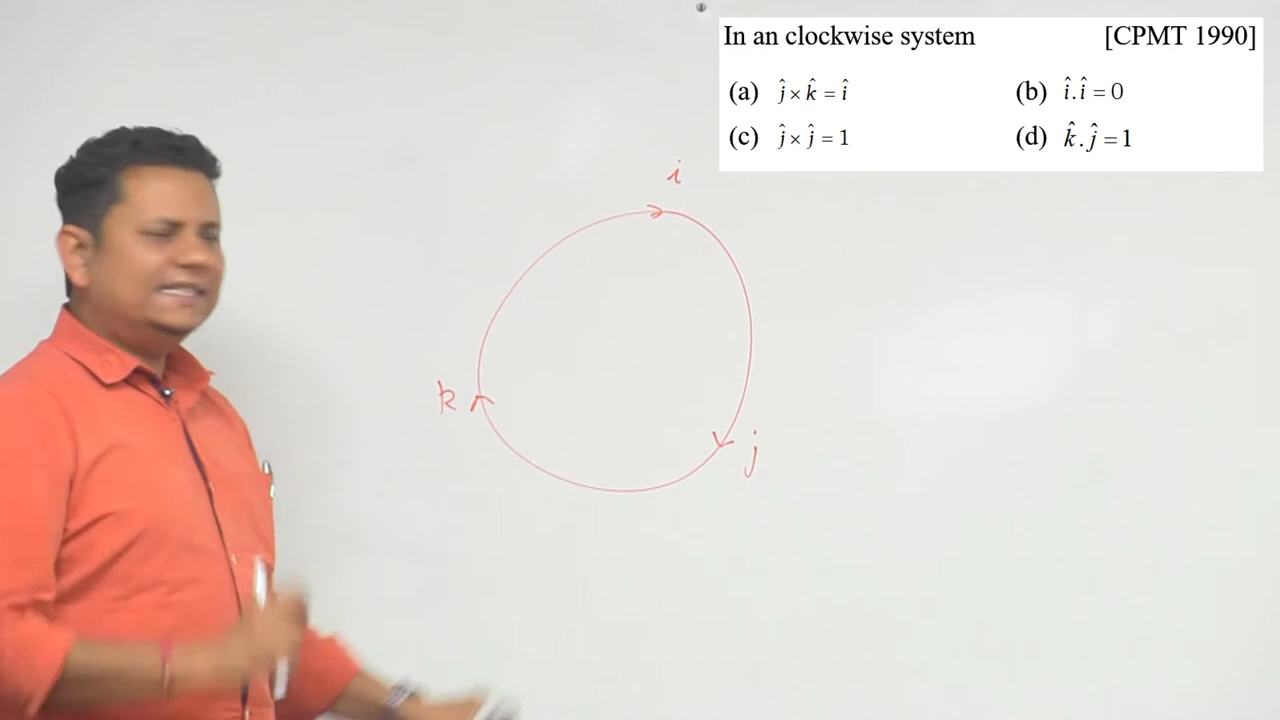 In an clockwise system [CPMT 1990]
(a) ĵ × k̂ = î (b) î.î = 0
(c) ĵ × ĵ = 1 (d) k̂.ĵ = 1
i
k
j